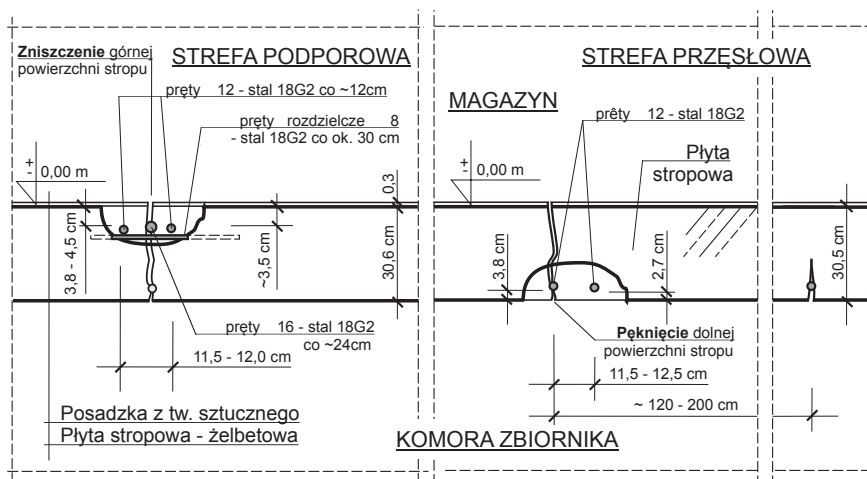 Zniszczenie górnej
powierzchni stropu
STREFA PODPOROWA
pręty 12 - stal 18G2 co ~12cm
pręty rozdzielcze 8
- stal 18G2 co ok. 30 cm
+
-
0,00 m
0,3
3,8 - 4,5 cm
~3,5 cm
30,6 cm
pręty 16 - stal 18G2
co ~24cm
11,5 - 12,0 cm
Posadzka z tw. sztucznego
Płyta stropowa - żelbetowa
STREFA PRZĘSŁOWA
MAGAZYN
prêty 12 - stal 18G2
+
-
0,00 m
Płyta
stropowa
3,8 cm
2,7 cm
30,5 cm
Pęknięcie dolnej
powierzchni stropu
11,5 - 12,5 cm
~ 120 - 200 cm
KOMORA ZBIORNIKA